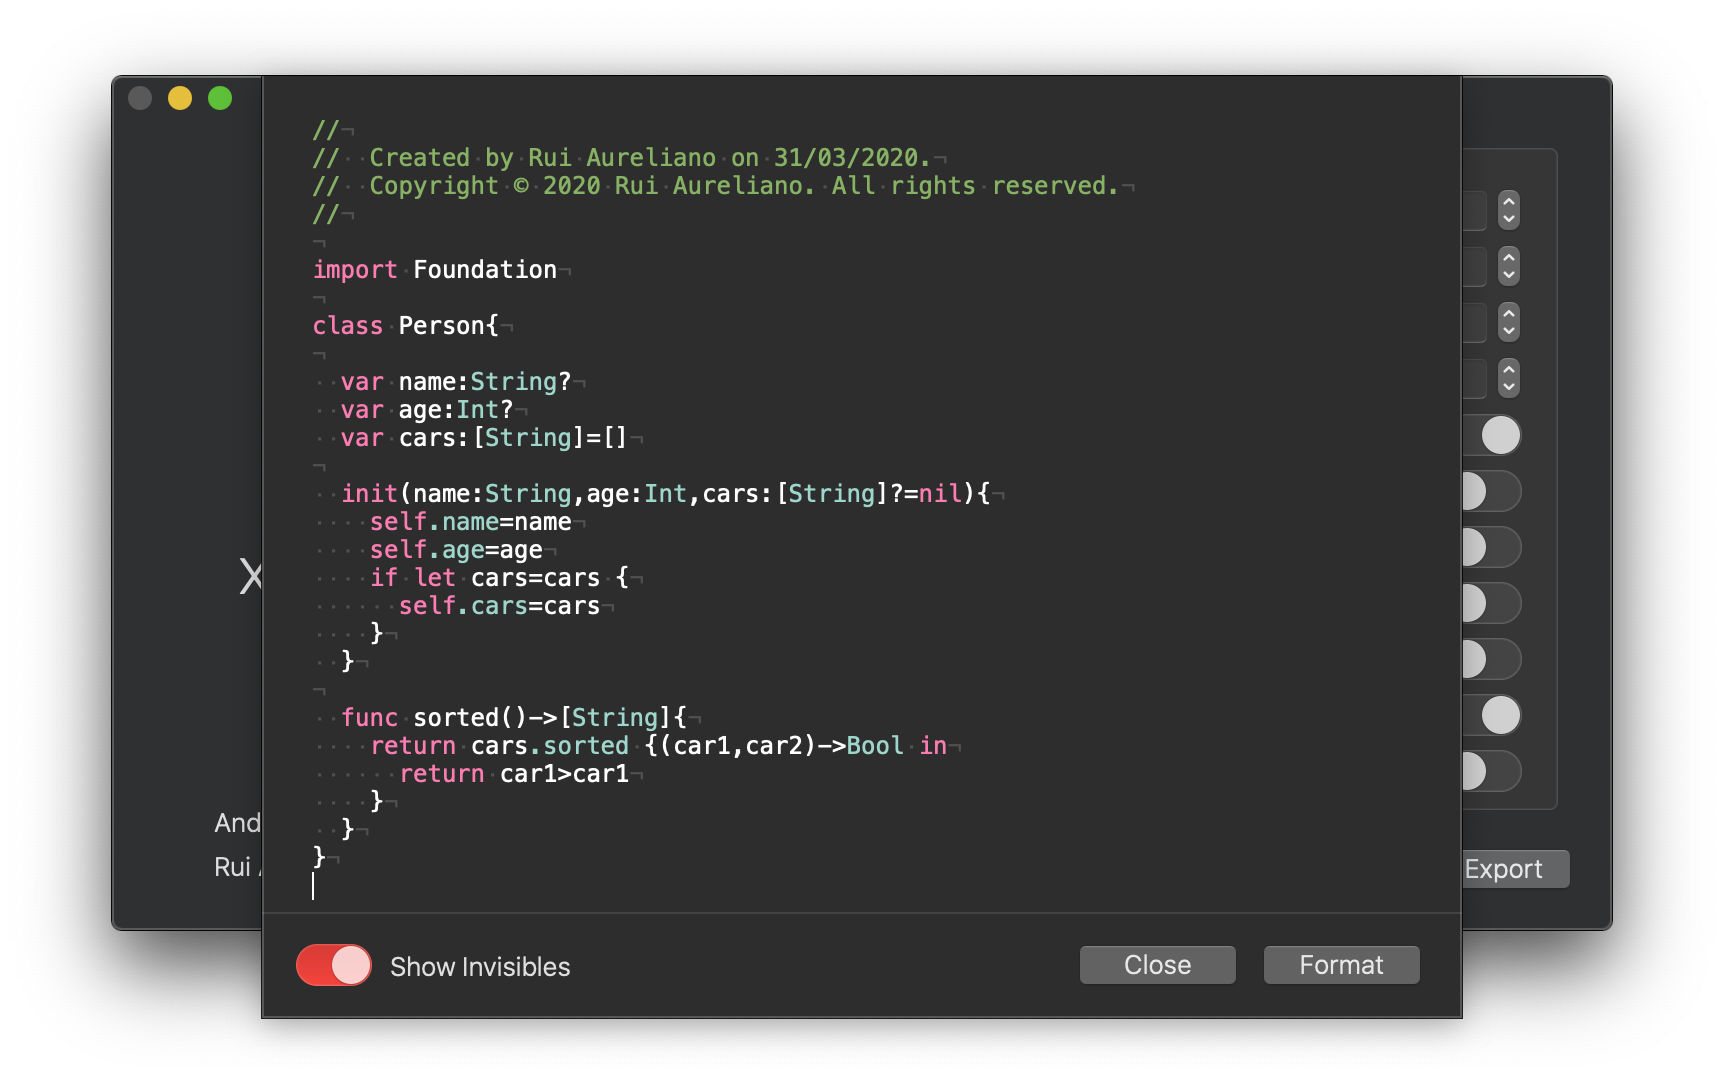 //
//  Created by Rui Aureliano on 31/03/2020.
//  Copyright © 2020 Rui Aureliano. All rights reserved.
//

import Foundation

class Person{

  var name:String?
  var age:Int?
  var cars:[String]=[]

  init(name:String,age:Int,cars:[String]?=nil){
    self.name=name
    self.age=age
    if let cars=cars {
      self.cars=cars
    }
  }

  func sorted()->[String]{
    return cars.sorted {(car1,car2)->Bool in
      return car1>car1
    }
  }
}
X
And
Rui
Export
Show Invisibles
Close
Format